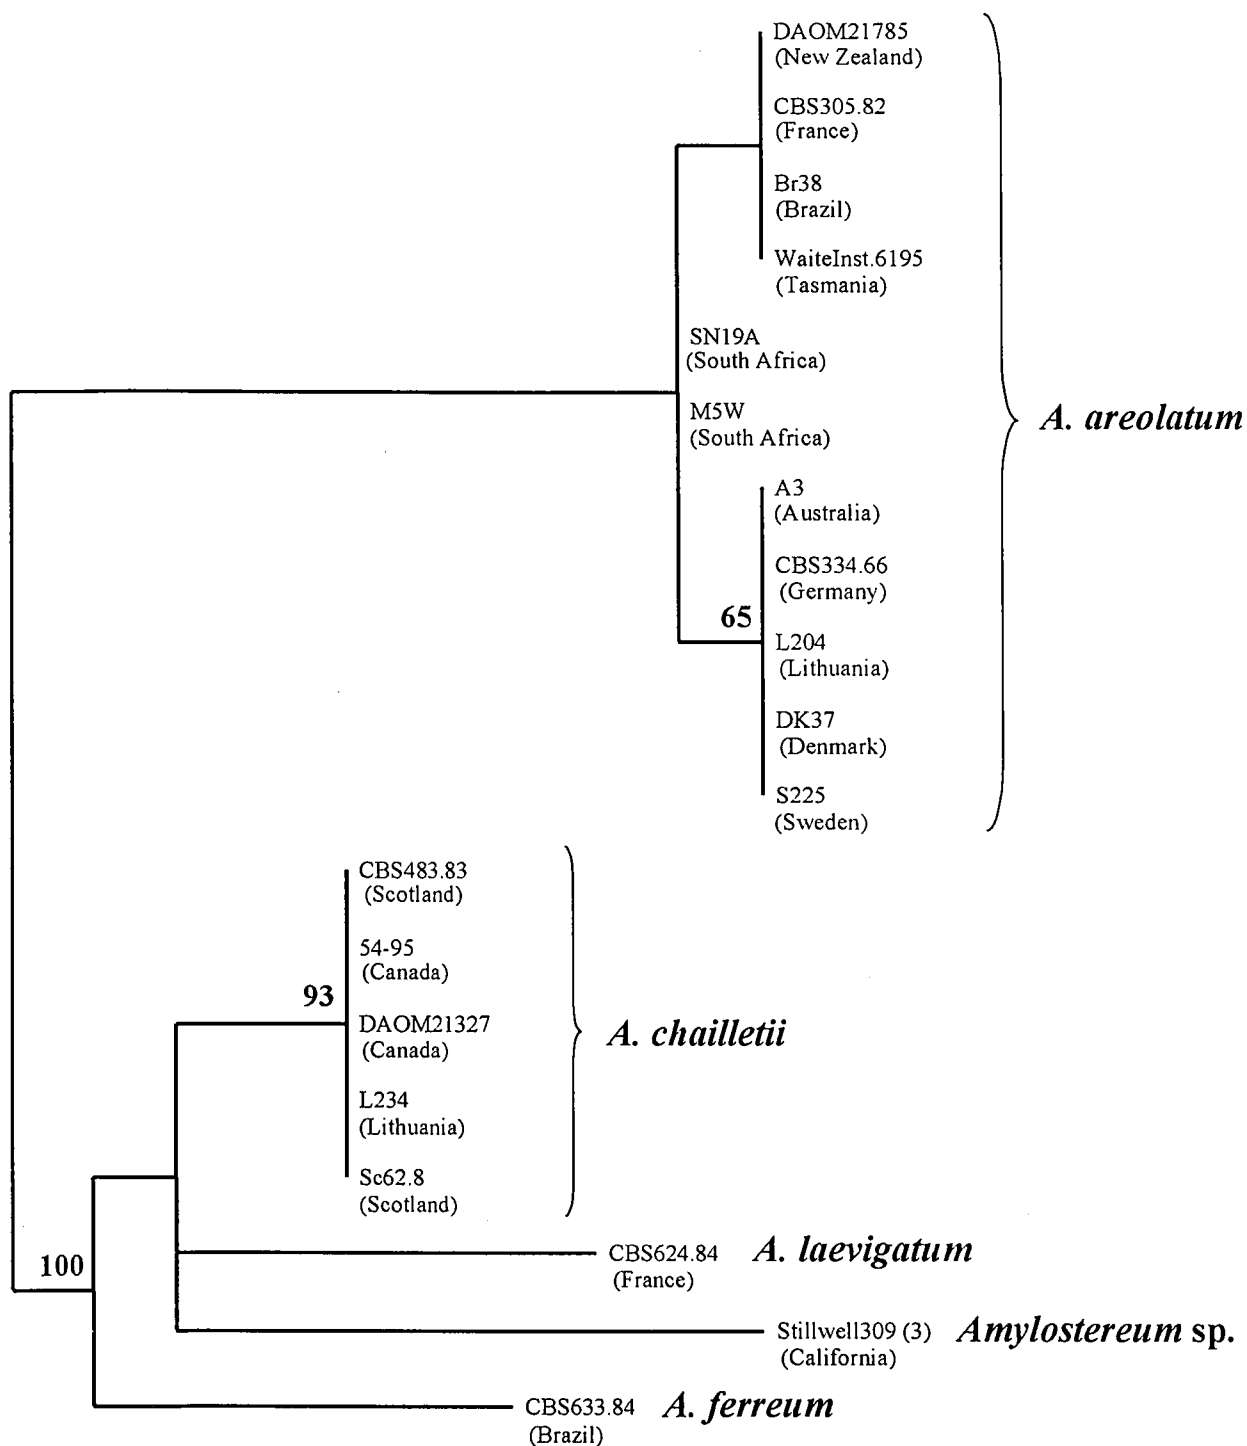 DAOM21785
(New Zealand)
CBS305.82
(France)
Br38
(Brazil)
WaiteInst.6195
(Tasmania)
SN19A
(South Africa)
M5W
(South Africa)
A. areolatum
A3
(Australia)
CBS334.66
(Germany)
65
L204
(Lithuania)
DK37
(Denmark)
S225
(Sweden)
CBS483.83
(Scotland)
54-95
(Canada)
93
DAOM21327
(Canada)
A. chailletii
L234
(Lithuania)
Sc62.8
(Scotland)
100
CBS624.84 A. laevigatum
(France)
Stillwell309 (3) Amylostereum sp.
(California)
CBS633.84 A. ferreum
(Brazil)